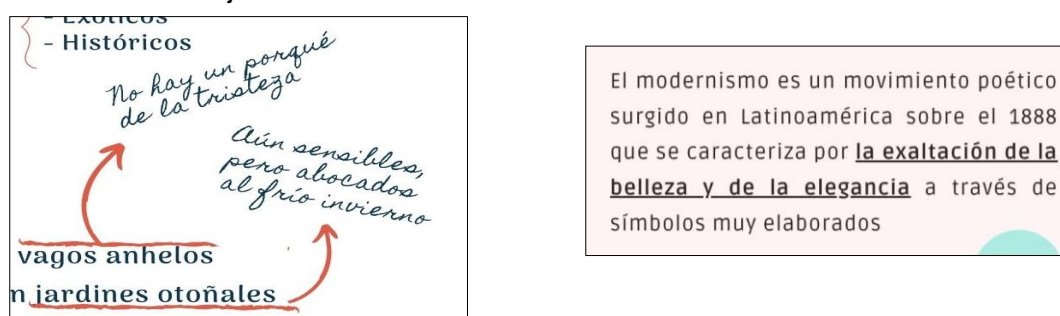 - Exóticos
- Históricos
No hay un porqué
de la tristeza
Aún sensibles,
pero abocados
al frío invierno
vagos anhelos
n jardines otoñales
El modernismo es un movimiento poético
surgido en Latinoamérica sobre el 1888
que se caracteriza por la exaltación de la
belleza y de la elegancia a través de
símbolos muy elaborados